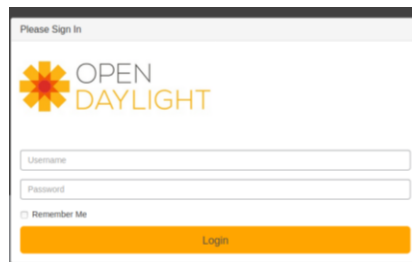 Please Sign In
OPEN
DAYLIGHT
Username
Password
Remember Me
Login